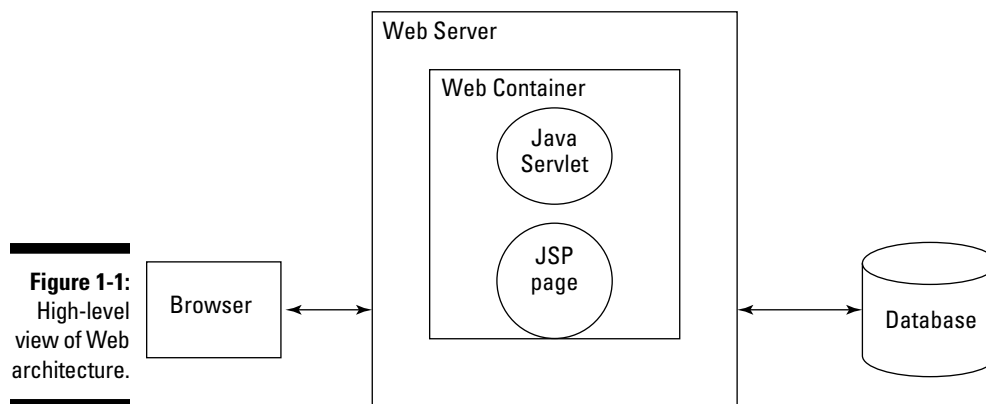 Web Server
Web Container
Java
Servlet
JSP
page
Figure 1-1:
High-level
view of Web
architecture.
Browser
Database